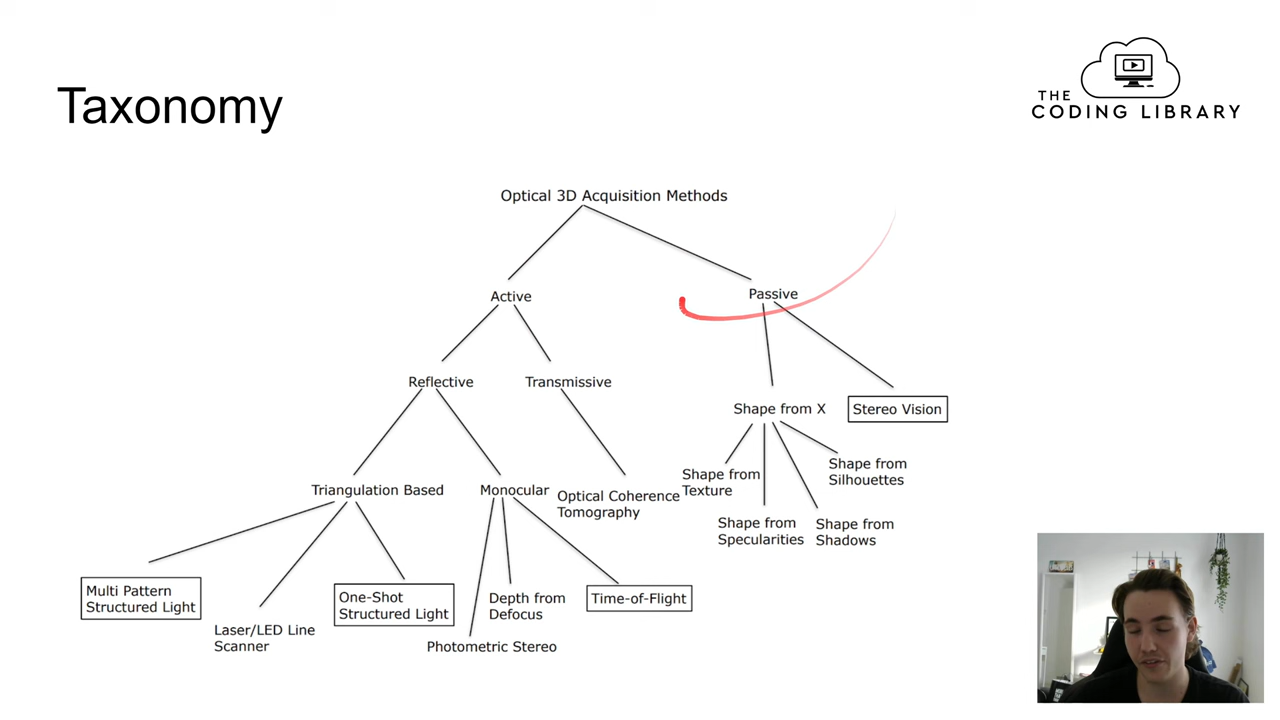 Taxonomy
THE
CODING LIBRARY
Optical 3D Acquisition Methods
Active
Passive
Reflective
Transmissive
Shape from X
Stereo Vision
Triangulation Based
Monocular
Optical Coherence
Tomography
Shape from
Texture
Shape from
Silhouettes
Shape from
Specularities
Shape from
Shadows
Multi Pattern
Structured Light
Laser/LED Line
Scanner
One-Shot
Structured Light
Photometric Stereo
Depth from
Defocus
Time-of-Flight